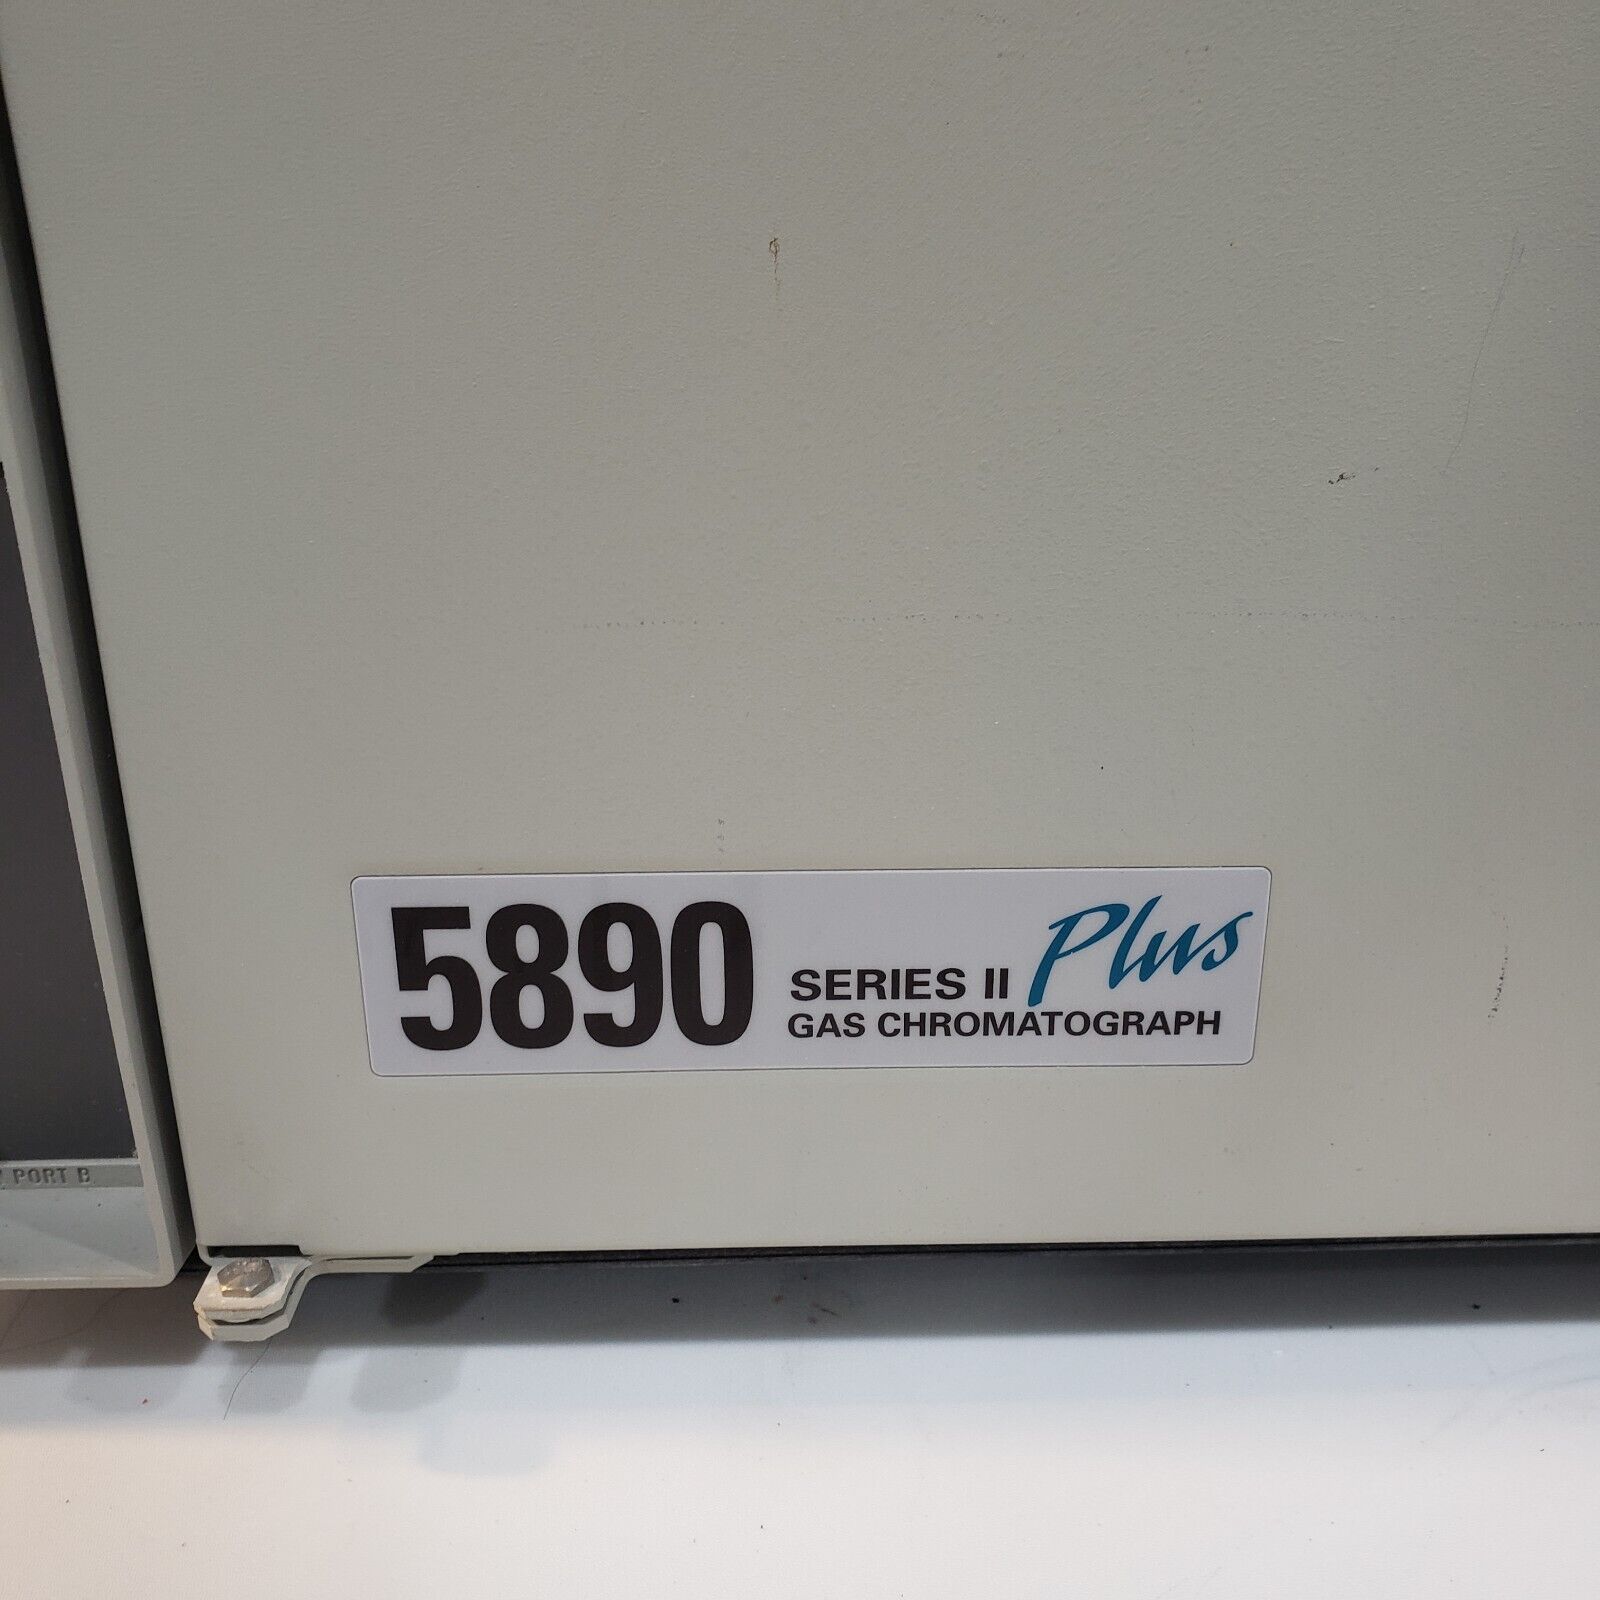 5890 SERIES II Plus
GAS CHROMATOGRAPH
PORT B